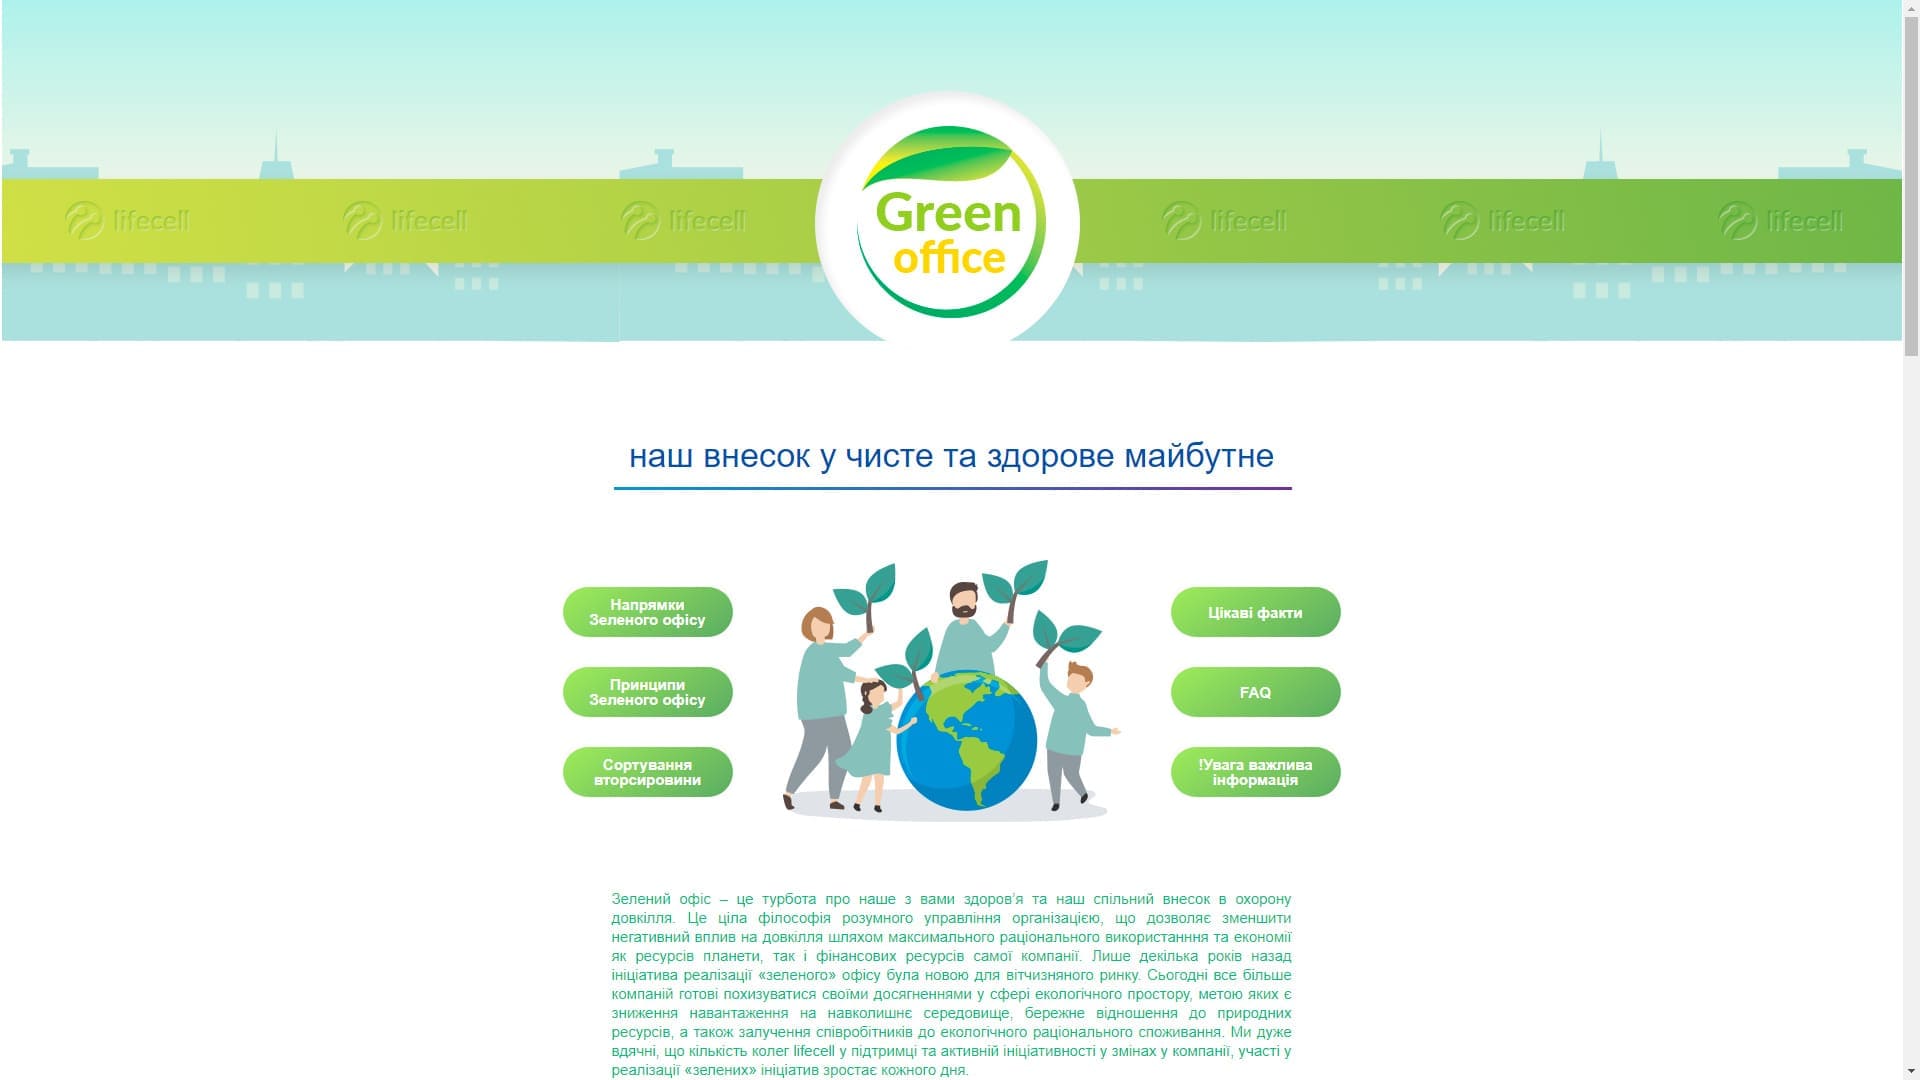 lifecell
lifecell
lifecell
Green
office
lifecell
lifecell
lifecell
наш внесок у чисте та здорове майбутнє
Напрямки
Зеленого офісу
Принципи
Зеленого офісу
Сортування
вторсировини
Цікаві факти
FAQ
!Увага важлива
інформація
Зелений офіс – це турбота про наше з вами здоров'я та наш спільний внесок в охорону
довкілля. Це ціла філософія розумного управління організацією, що дозволяє зменшити
негативний вплив на довкілля шляхом максимального раціонального використанння та економії
як ресурсів планети, так і фінансових ресурсів самої компанії. Лише декілька років назад
ініціатива реалізації «зеленого» офісу була новою для вітчизняного ринку. Сьогодні все більше
компаній готові похизуватися своїми досягненнями у сфері екологічного простору, метою яких є
зниження навантаження на навколишнє середовище, бережне відношення до природних
ресурсів, а також залучення співробітників до екологічного раціонального споживання. Ми дуже
вдячні, що кількість колег lifecell у підтримці та активній ініціативності у змінах у компанії, участі у
реалізації «зелених» ініціатив зростає кожного дня.